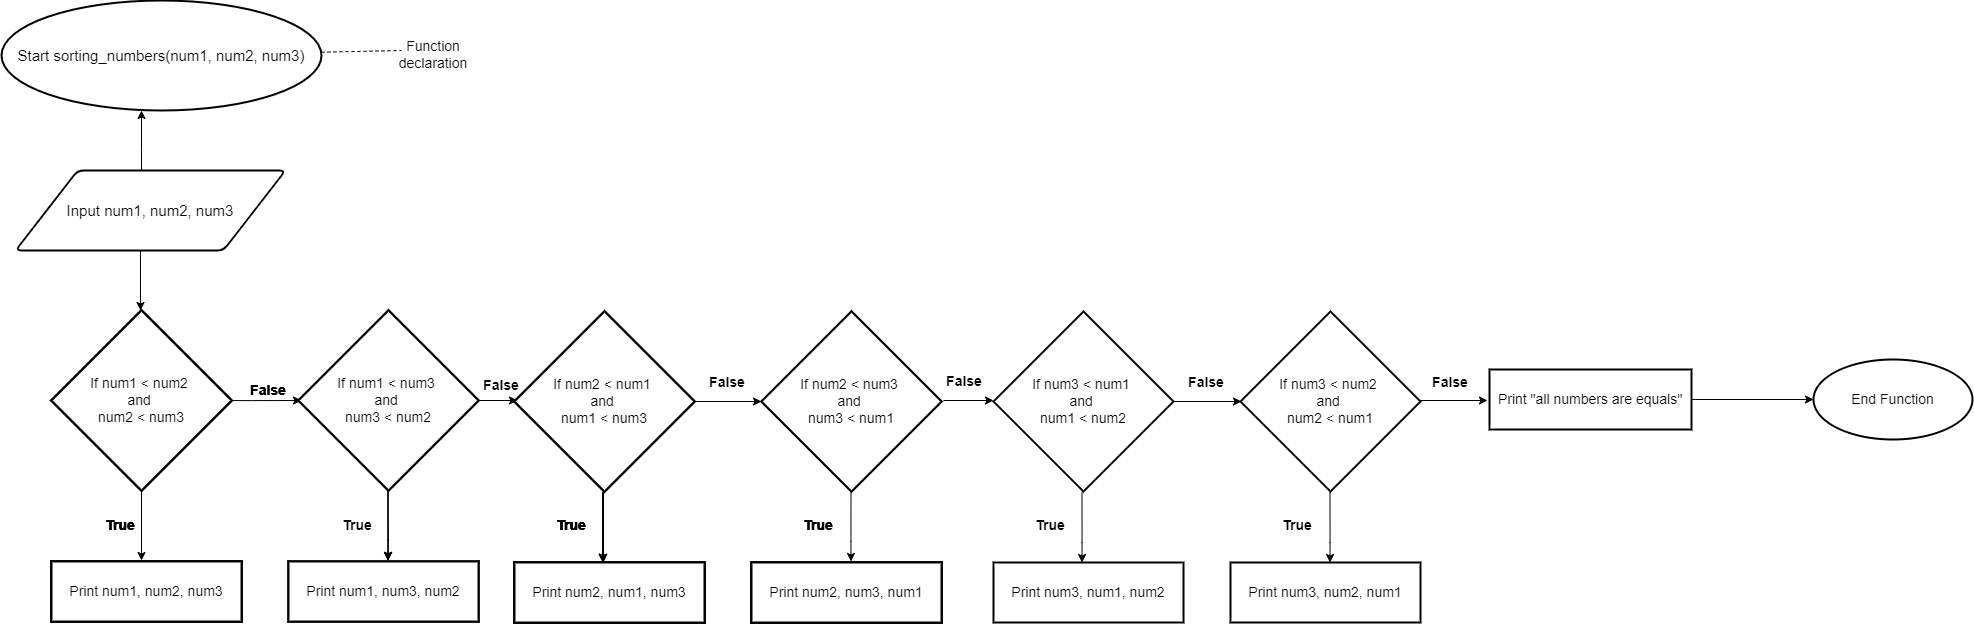 Start sorting_numbers(num1, num2, num3)
Function
declaration
Input num1, num2, num3
If num1 < num2
and
num2 < num3
False
If num1 < num3
and
num3 < num2
False
If num2 < num1
and
num1 < num3
False
If num2 < num3
and
num3 < num1
False
If num3 < num1
and
num1 < num2
False
If num3 < num2
and
num2 < num1
False
Print "all numbers are equals"
End Function
True
True
True
True
True
True
Print num1, num2, num3
Print num1, num3, num2
Print num2, num1, num3
Print num2, num3, num1
Print num3, num1, num2
Print num3, num2, num1